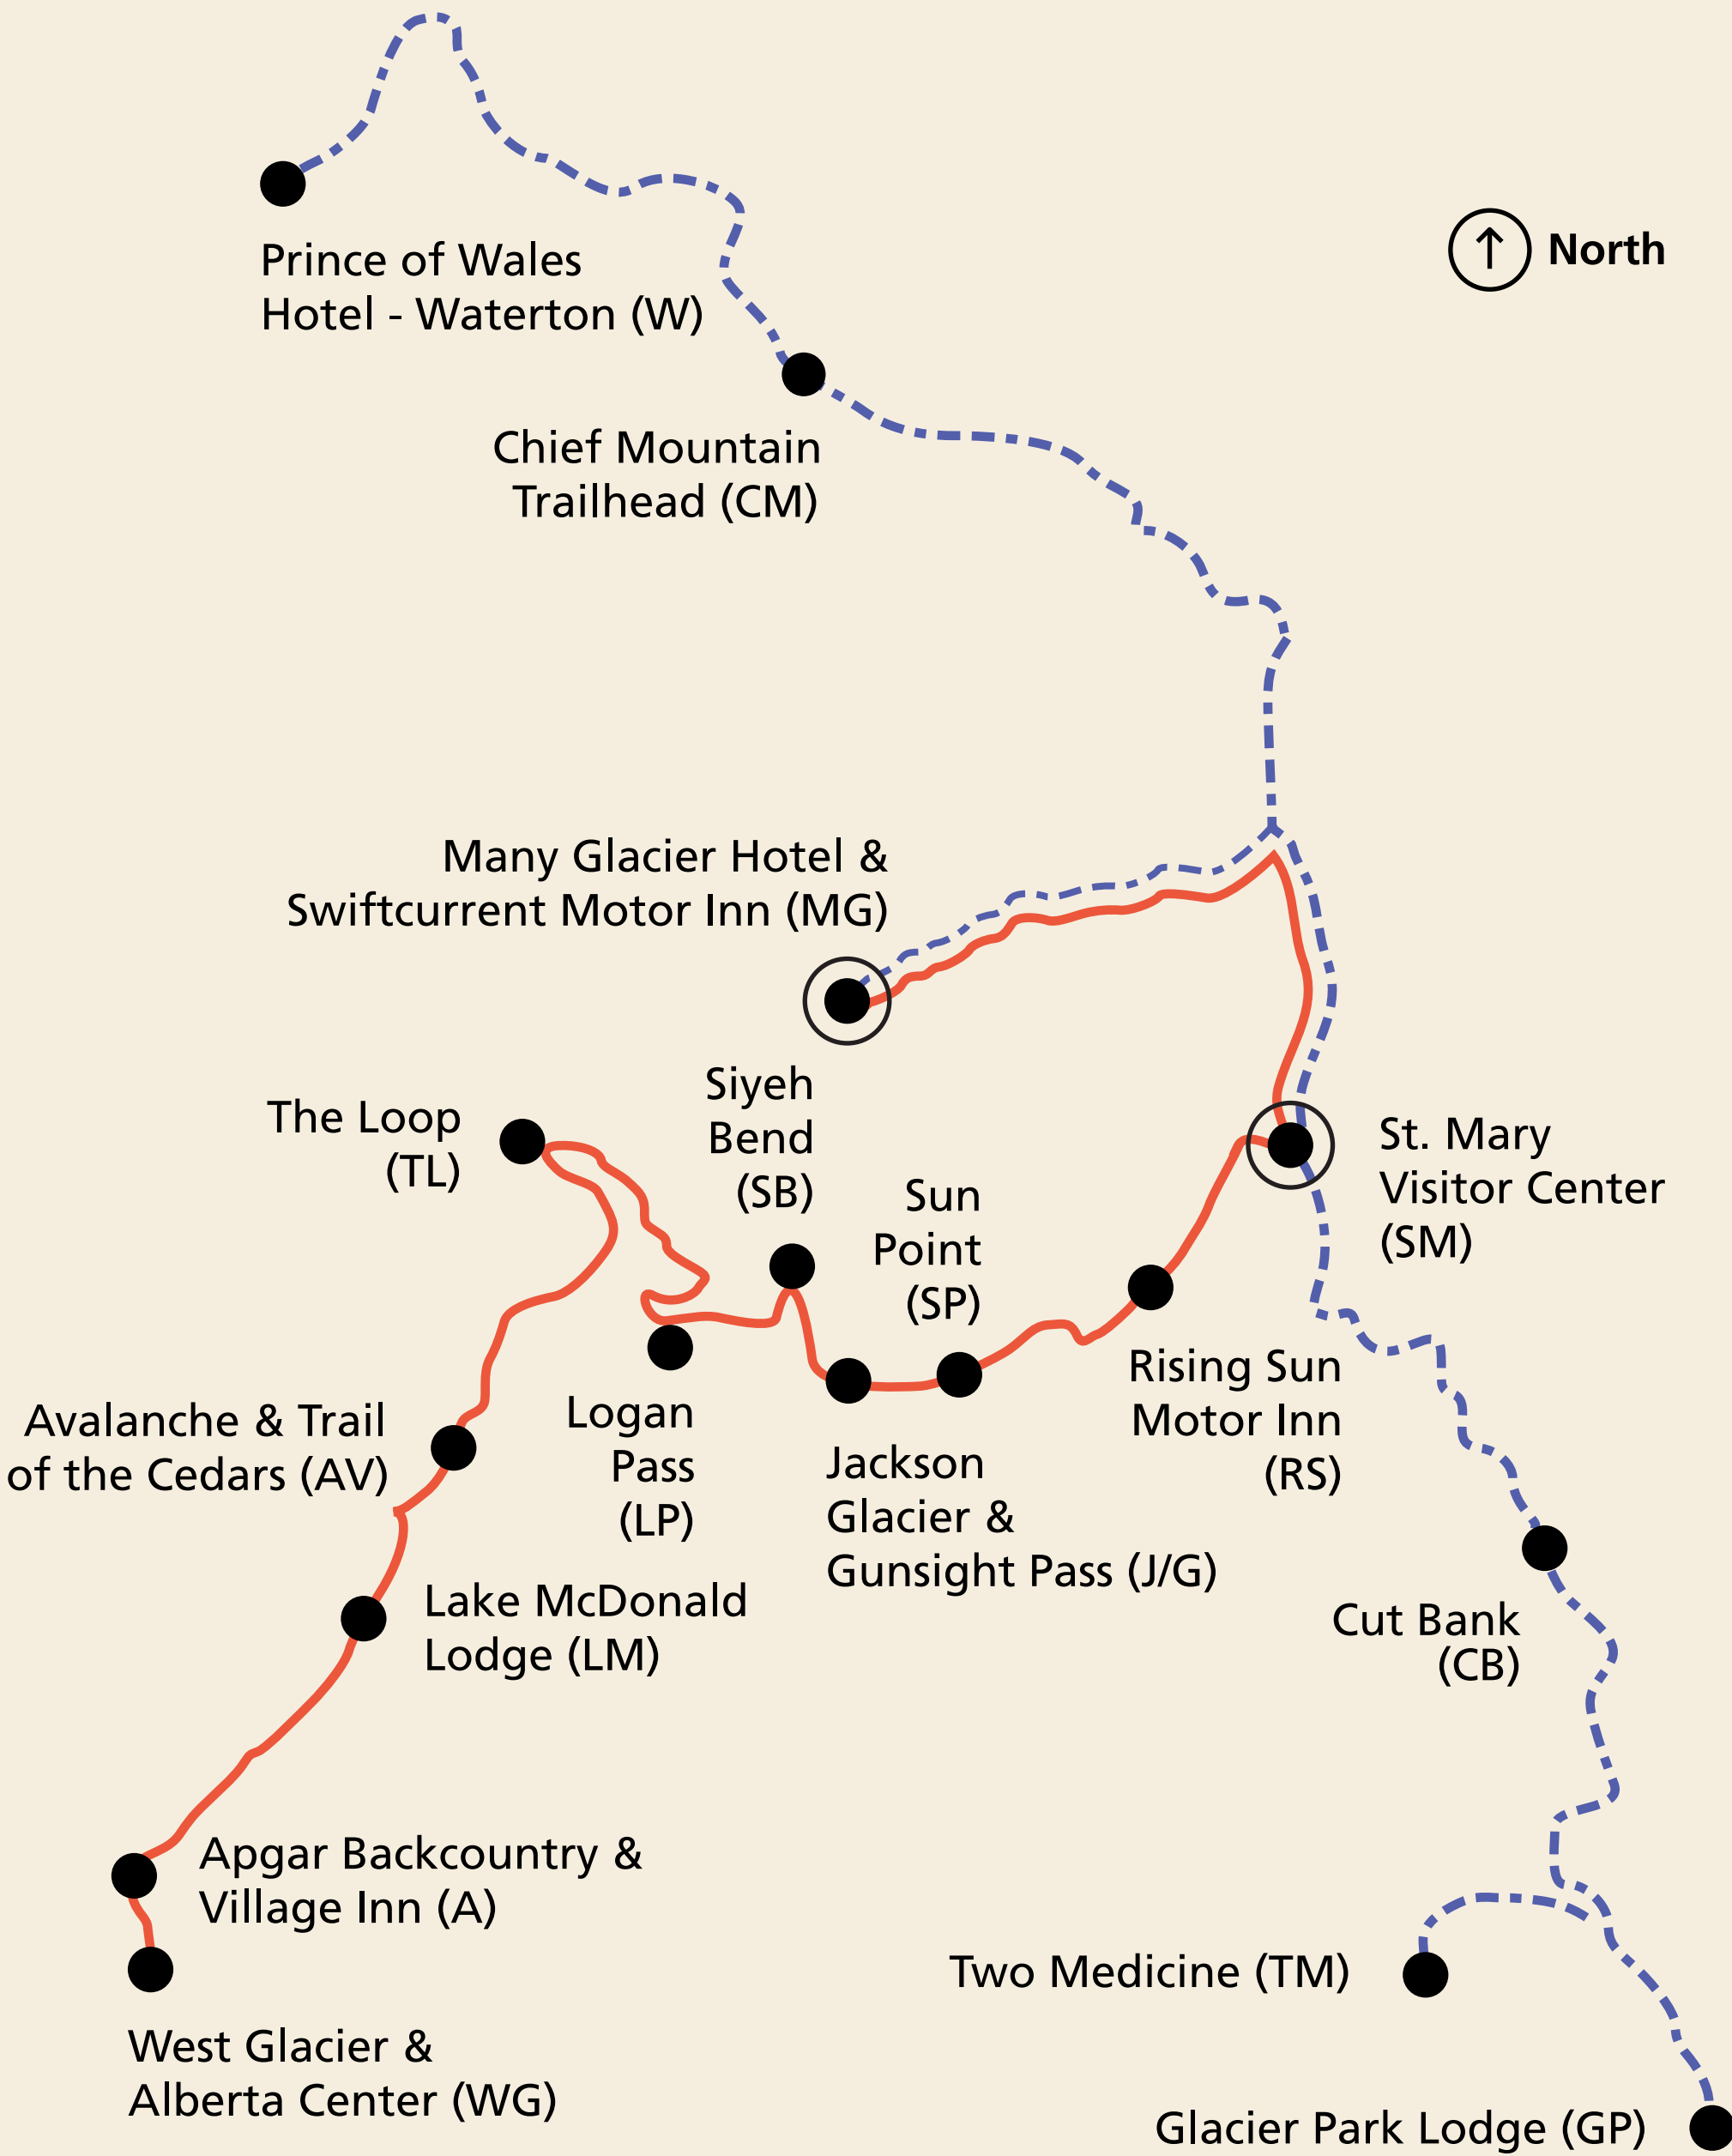 Prince of Wales
Hotel - Waterton (W)
North
Chief Mountain
Trailhead (CM)
Many Glacier Hotel &
Swiftcurrent Motor Inn (MG)
Siyeh
Bend
(SB)
The Loop
(TL)
Sun
Point
(SP)
St. Mary
Visitor Center
(SM)
Rising Sun
Motor Inn
(RS)
Avalanche & Trail
of the Cedars (AV)
Logan
Pass
(LP)
Jackson
Glacier &
Gunsight Pass (J/G)
Lake McDonald
Lodge (LM)
Cut Bank
(CB)
Apgar Backcountry &
Village Inn (A)
Two Medicine (TM)
West Glacier &
Alberta Center (WG)
Glacier Park Lodge (GP)